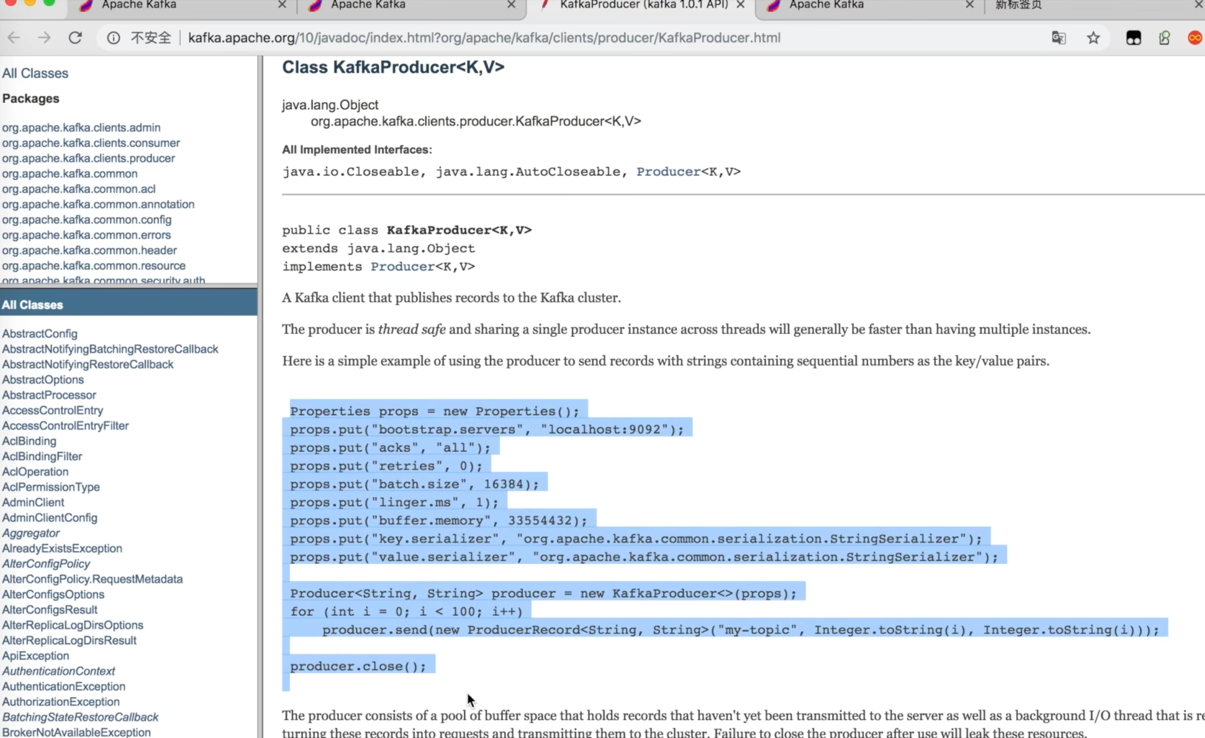 Apache Kafka
Apache Kafka
KafkaProducer (kafka 1.0.1 API)
Apache Kafka
新标签页
不安全
kafka.apache.org/10/javadoc/index.html?org/apache/kafka/clients/producer/KafkaProducer.html
All Classes
Packages
org.apache.kafka.clients.admin
org.apache.kafka.clients.consumer
org.apache.kafka.clients.producer
org.apache.kafka.common
org.apache.kafka.common.acl
org.apache.kafka.common.annotation
org.apache.kafka.common.config
org.apache.kafka.common.errors
org.apache.kafka.common.header
org.apache.kafka.common.resource
org.apache.kafka.common.security.auth
All Classes
AbstractConfig
AbstractNotifyingBatchingRestoreCallback
AbstractNotifyingRestoreCallback
AbstractOptions
AbstractProcessor
AccessControlEntry
AccessControlEntryFilter
AclBinding
AclBindingFilter
AclOperation
AclPermissionType
AdminClient
AdminClientConfig
Aggregator
AlreadyExistsException
AlterConfigPolicy
AlterConfigPolicy.RequestMetadata
AlterConfigsOptions
AlterConfigsResult
AlterReplicaLogDirsOptions
AlterReplicaLogDirsResult
ApiException
AuthenticationContext
AuthenticationException
AuthorizationException
BatchingStateRestoreCallback
BrokerNotAvailableException
Class KafkaProducer<K,V>
java.lang.Object
org.apache.kafka.clients.producer.KafkaProducer<K,V>
All Implemented Interfaces:
java.io.Closeable, java.lang.AutoCloseable, Producer<K,V>
public class KafkaProducer<K,V>
extends java.lang.Object
implements Producer<K,V>
A Kafka client that publishes records to the Kafka cluster.
The producer is thread safe and sharing a single producer instance across threads will generally be faster than having multiple instances.
Here is a simple example of using the producer to send records with strings containing sequential numbers as the key/value pairs.
Properties props = new Properties();
props.put("bootstrap.servers", "localhost:9092");
props.put("acks", "all");
props.put("retries", 0);
props.put("batch.size", 16384);
props.put("linger.ms", 1);
props.put("buffer.memory", 33554432);
props.put("key.serializer", "org.apache.kafka.common.serialization.StringSerializer");
props.put("value.serializer", "org.apache.kafka.common.serialization.StringSerializer");
Producer<String, String> producer = new KafkaProducer<>(props);
for (int i = 0; i < 100; i++)
producer.send(new ProducerRecord<String, String>("my-topic", Integer.toString(i), Integer.toString(i)));
producer.close();
The producer consists of a pool of buffer space that holds records that haven't yet been transmitted to the server as well as a background I/O thread that is
turning these records into requests and transmitting them to the cluster. Failure to close the producer after use will leak these resources.